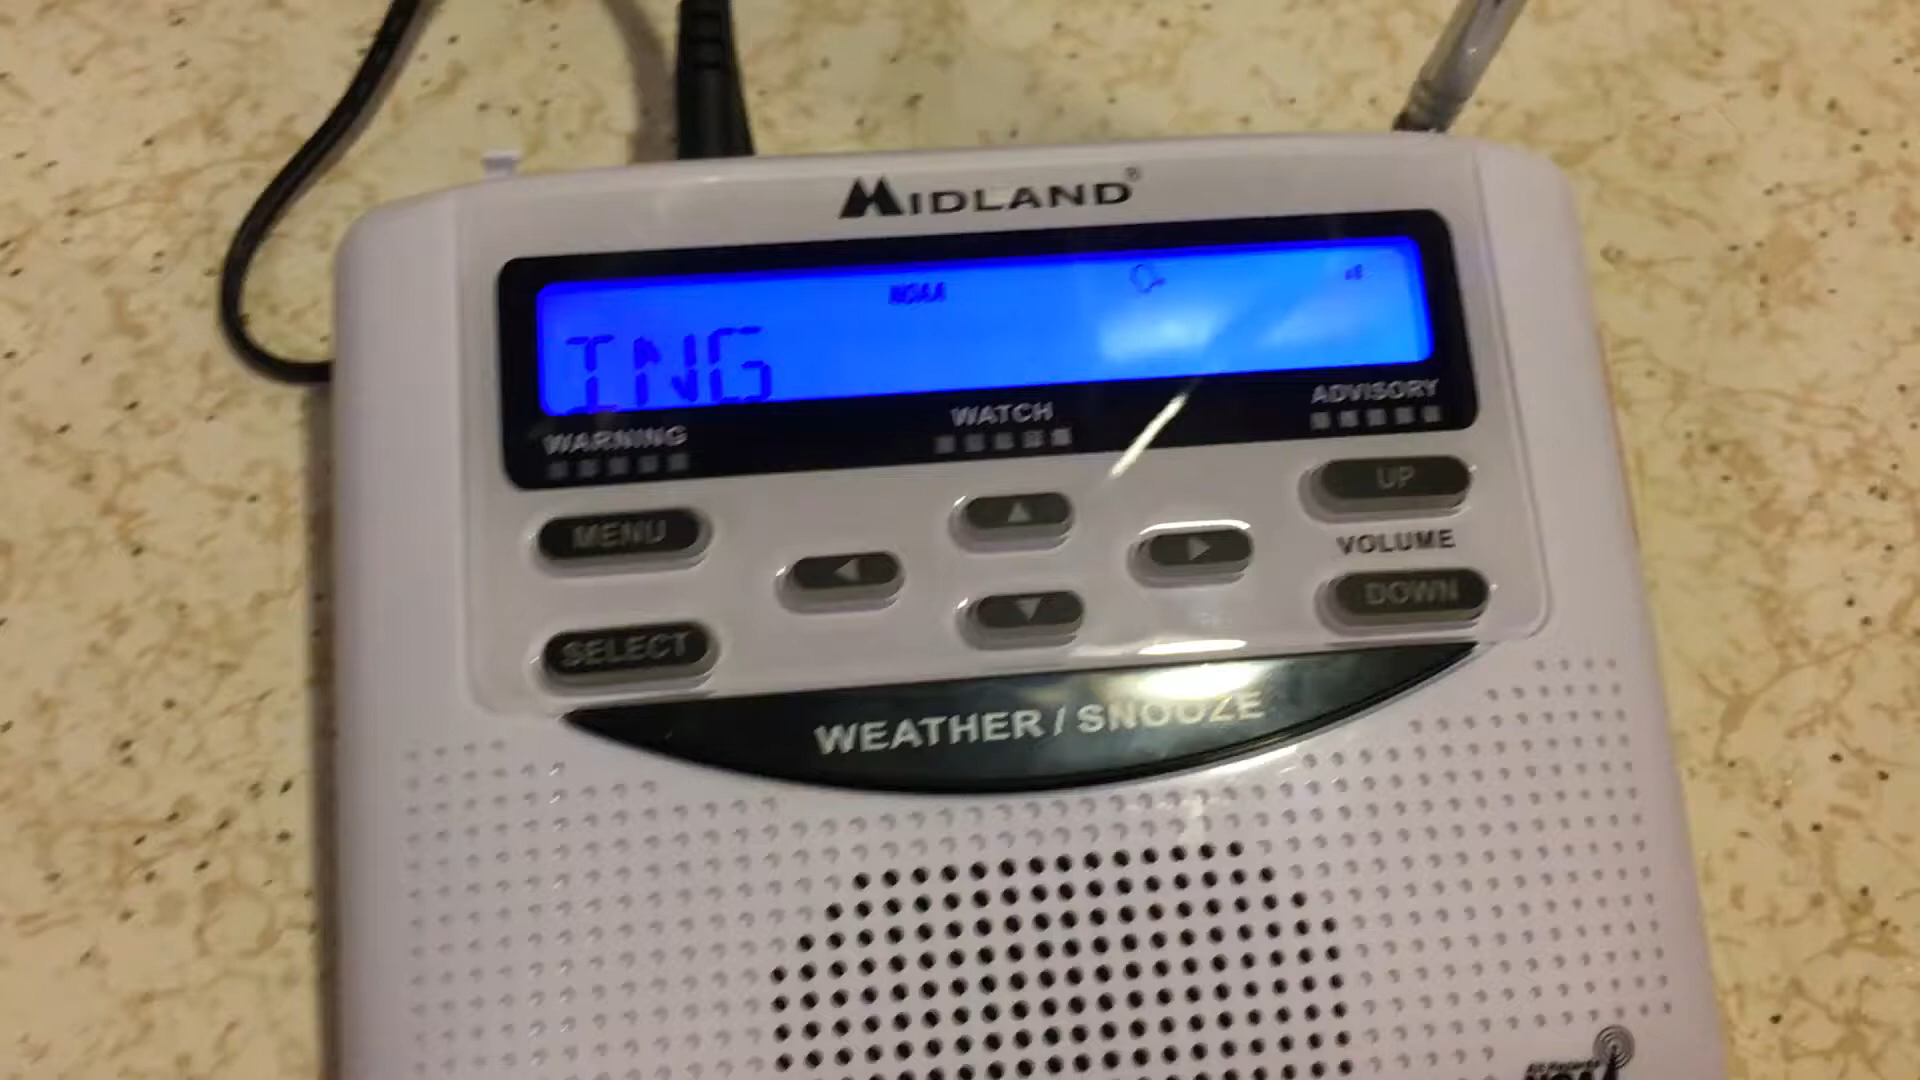 MIDLAND®
NOAA
ING
WARNING WATCH ADVISORY
MENU
UP
VOLUME
DOWN
SELECT
WEATHER / SNOOZE